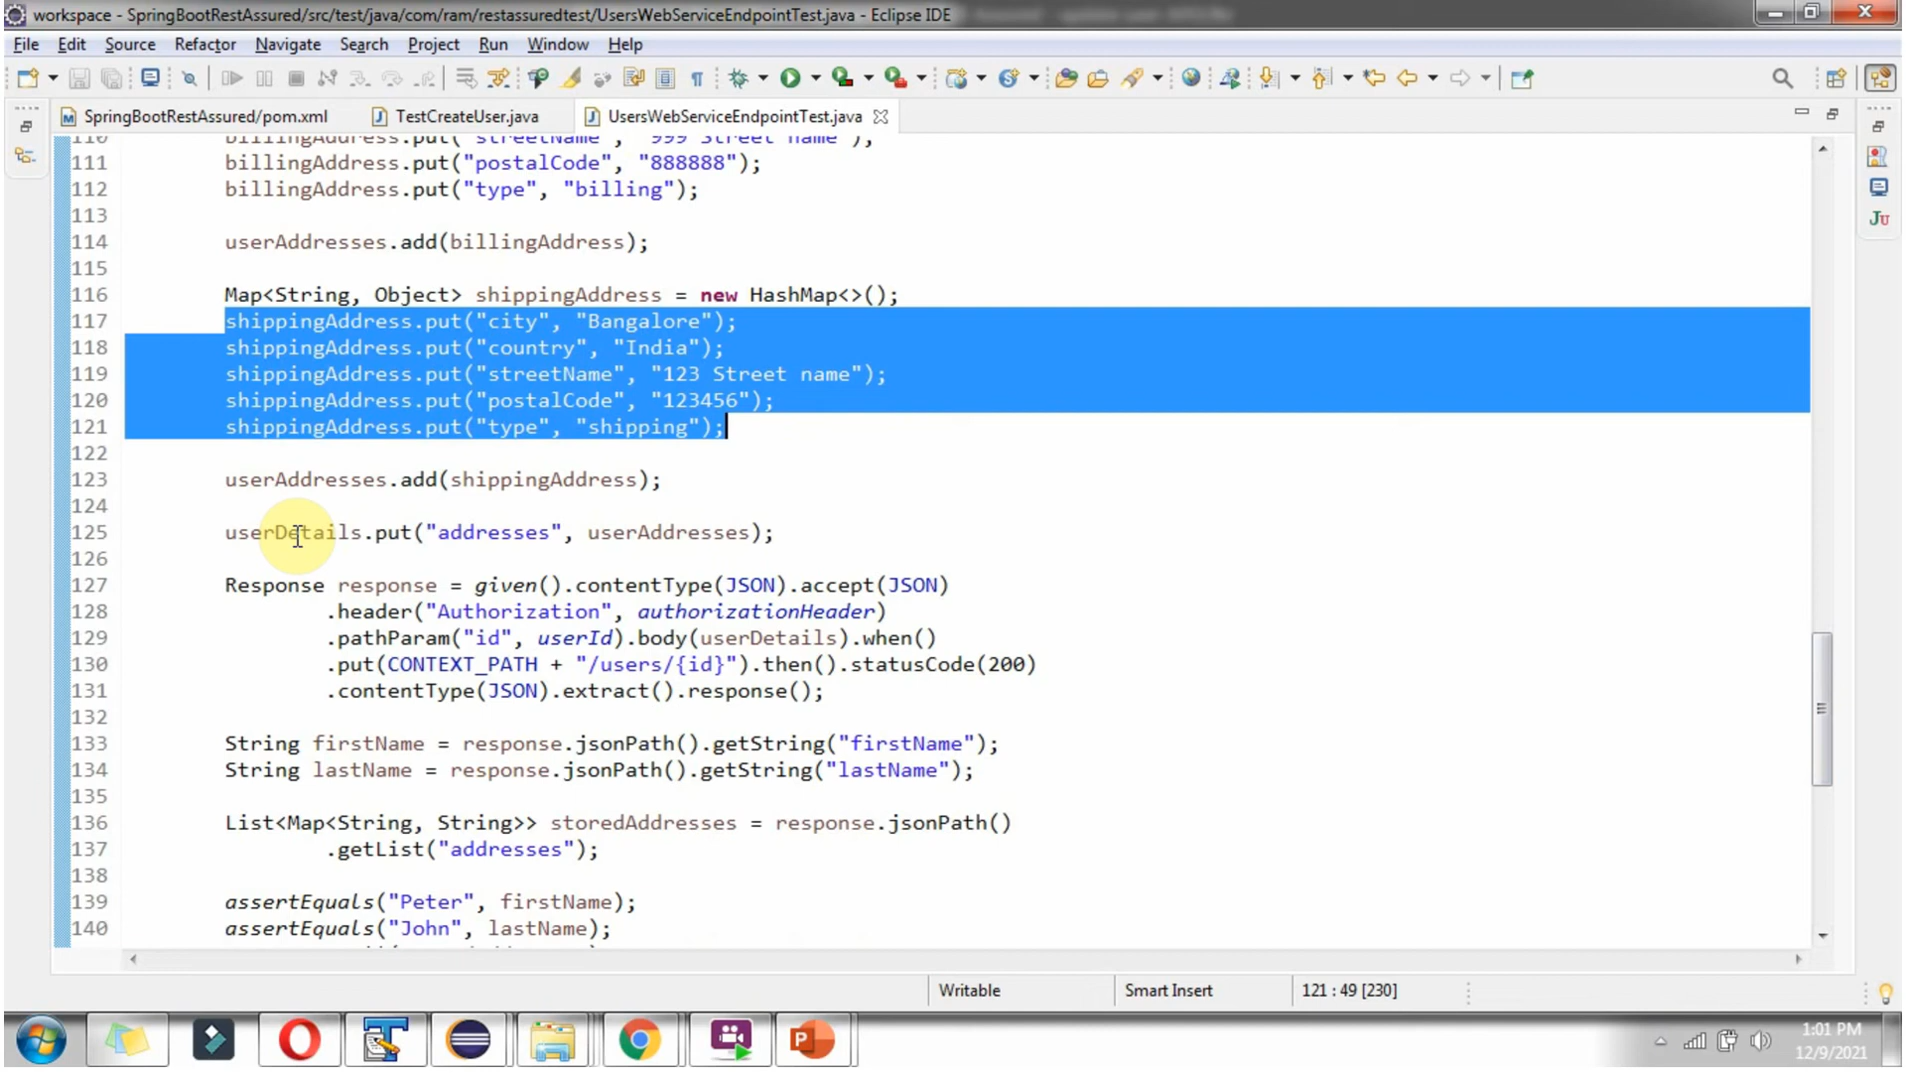 workspace - SpringBootRestAssured/src/test/java/com/ram/restassuredtest/UsersWebServiceEndpointTest.java - Eclipse IDE
File Edit Source Refactor Navigate Search Project Run Window Help
SpringBootRestAssured/pom.xml TestCreateUser.java UsersWebServiceEndpointTest.java
110 billingAddress.put("streetName", "999 Street name");
111 billingAddress.put("postalCode", "888888");
112 billingAddress.put("type", "billing");
113
114 userAddresses.add(billingAddress);
115
116 Map<String, Object> shippingAddress = new HashMap<>();
117 shippingAddress.put("city", "Bangalore");
118 shippingAddress.put("country", "India");
119 shippingAddress.put("streetName", "123 Street name");
120 shippingAddress.put("postalCode", "123456");
121 shippingAddress.put("type", "shipping");
122
123 userAddresses.add(shippingAddress);
124
125 userDetails.put("addresses", userAddresses);
126
127 Response response = given().contentType(JSON).accept(JSON)
128 .header("Authorization", authorizationHeader)
129 .pathParam("id", userId).body(userDetails).when()
130 .put(CONTEXT_PATH + "/users/{id}").then().statusCode(200)
131 .contentType(JSON).extract().response();
132
133 String firstName = response.jsonPath().getString("firstName");
134 String lastName = response.jsonPath().getString("lastName");
135
136 List<Map<String, String>> storedAddresses = response.jsonPath()
137 .getList("addresses");
138
139 assertEquals("Peter", firstName);
140 assertEquals("John", lastName);
Writable Smart Insert 121 : 49 [230]
1:01 PM
12/9/2021